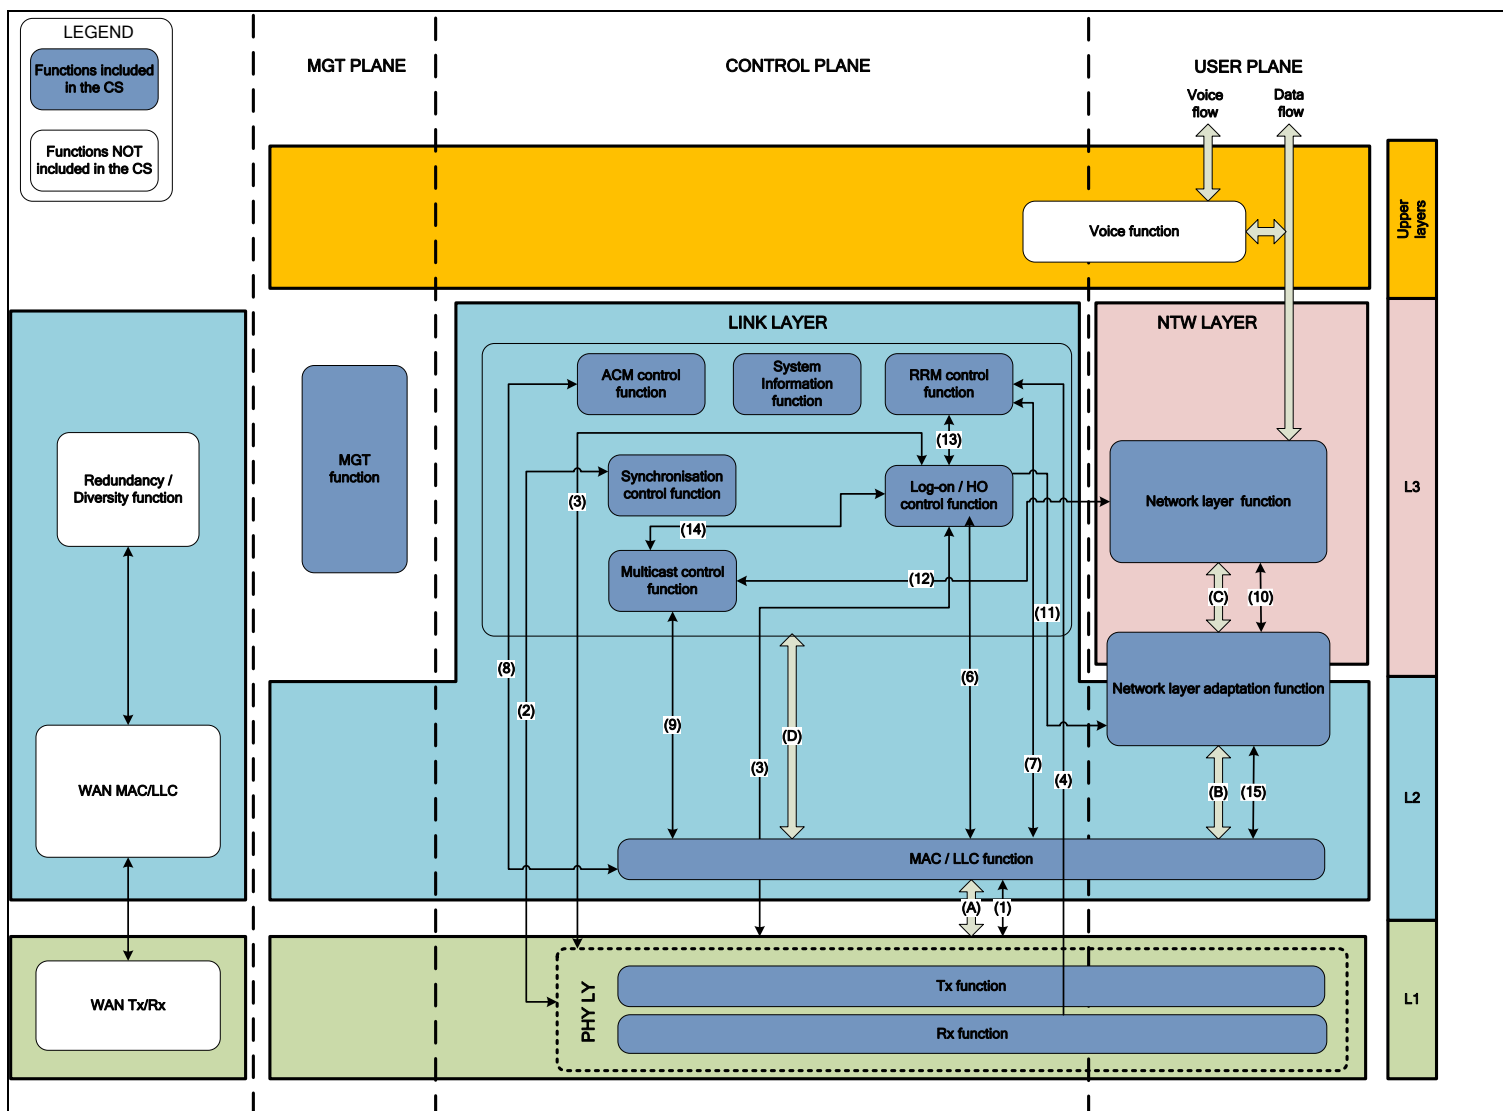 LEGEND
Functions included
in the CS
Functions NOT
included in the CS
MGT PLANE
CONTROL PLANE
USER PLANE
Voice
flow
Data
flow
Voice function
Upper
layers
LINK LAYER
NTW LAYER
ACM control
function
System
Information
function
RRM control
function
(13)
MGT
function
Redundancy /
Diversity function
Synchronisation
control function
(3)
Log-on / HO
control function
Network layer  function
L3
(14)
Multicast control
function
(12)
(11)
(C)
(10)
(8)
(6)
Network layer adaptation function
(2)
(9)
(D)
(3)
(7)
(4)
(B)
(15)
WAN MAC/LLC
L2
MAC / LLC function
(A)
(1)
WAN Tx/Rx
PHY LY
Tx function
Rx function
L1